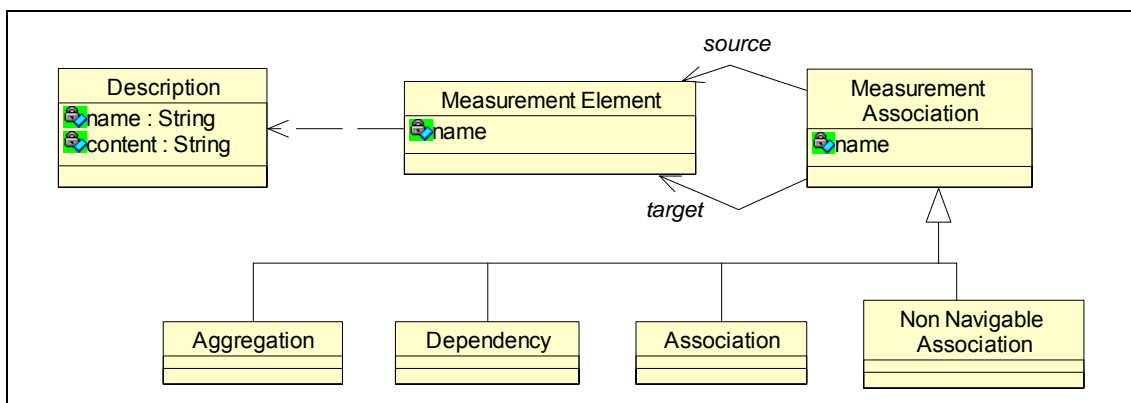 source
Description
name : String
content : String
Measurement Element
name
Measurement
Association
name
target
Aggregation
Dependency
Association
Non Navigable
Association